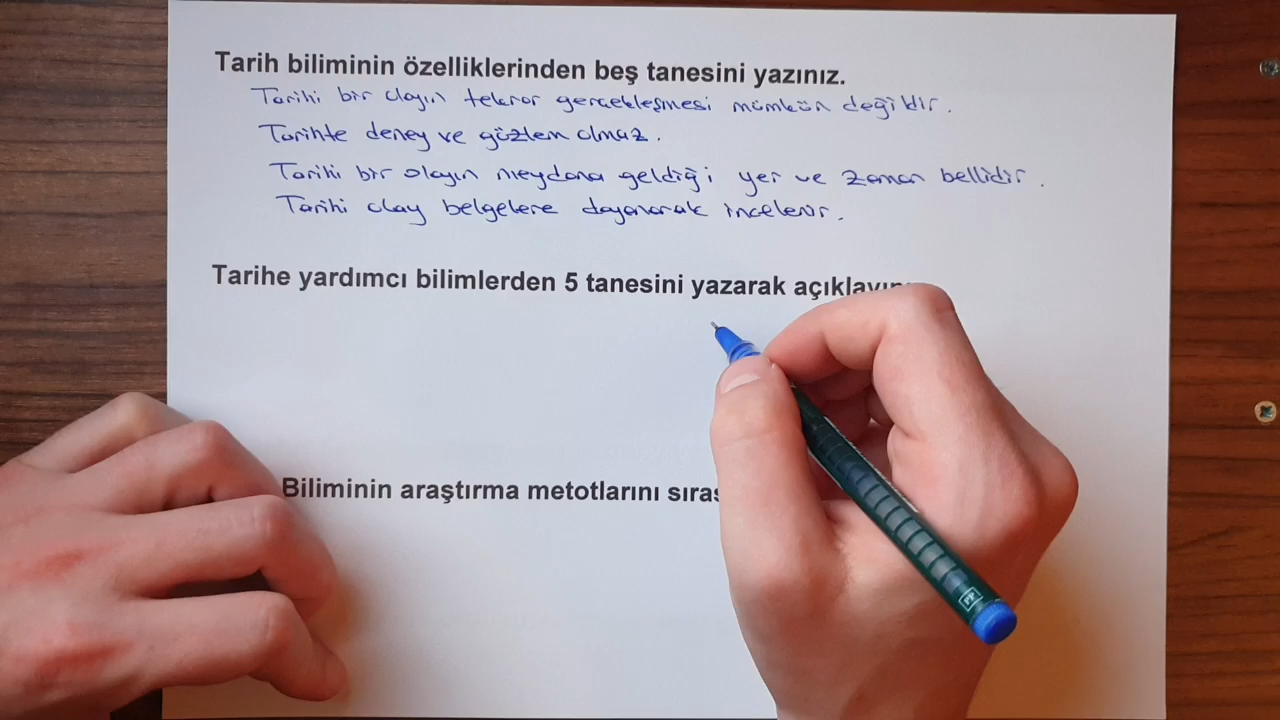 Tarih biliminin özelliklerinden beş tanesini yazınız.
Tarihi bir olayın tekrar gerçekleşmesi mümkün değildir.
Tarihte deney ve gözlem olmaz.
Tarihi bir olayın meydana geldiği yer ve zaman bellidir.
Tarihi olay belgelere dayanarak incelenir.
Tarihe yardımcı bilimlerden 5 tanesini yazarak
Biliminin araştırma metotlarını
PP